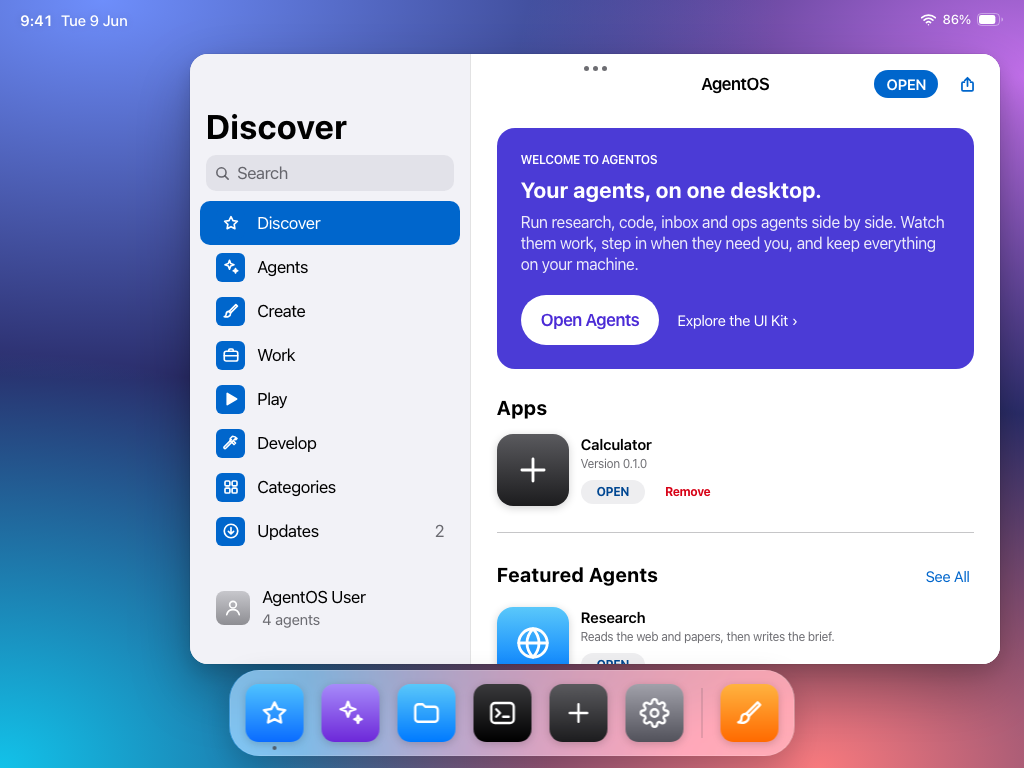 9:41 Tue 9 Jun
86%
AgentOS
OPEN
Discover
Search
Discover
Agents
Create
Work
Play
Develop
Categories
Updates 2
AgentOS User
4 agents
WELCOME TO AGENTOS
Your agents, on one desktop.
Run research, code, inbox and ops agents side by side. Watch
them work, step in when they need you, and keep everything
on your machine.
Open Agents
Explore the UI Kit ›
Apps
Calculator
Version 0.1.0
OPEN Remove
Featured Agents
See All
Research
Reads the web and papers, then writes the brief.
OPEN